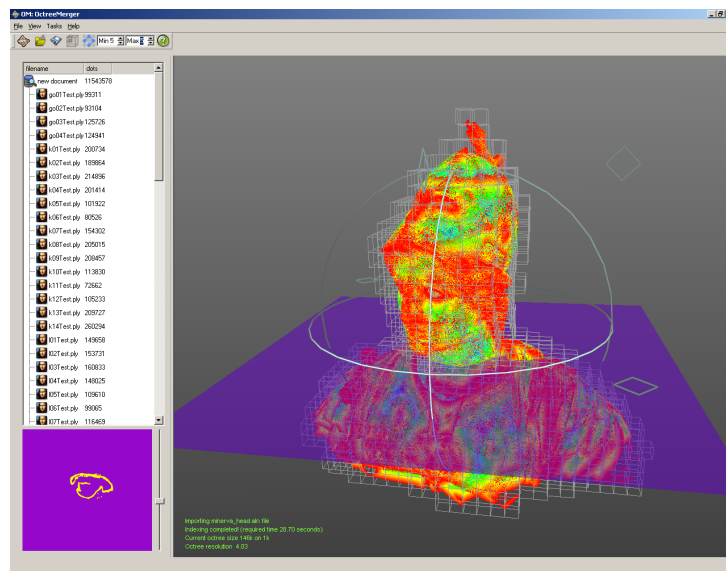 OM: OctreeMerger
File View Tasks Help
Min 5 Max 8
filename dots
new document 11543578
go01Test.ply 99311
go02Test.ply 93104
go03Test.ply 125726
go04Test.ply 124941
k01Test.ply 200734
k02Test.ply 189864
k03Test.ply 214896
k04Test.ply 201414
k05Test.ply 101922
k06Test.ply 80526
k07Test.ply 154302
k08Test.ply 205015
k09Test.ply 208457
k10Test.ply 113830
k11Test.ply 72662
k12Test.ply 105233
k13Test.ply 209727
k14Test.ply 260294
l01Test.ply 149658
l02Test.ply 153731
l03Test.ply 160833
l04Test.ply 148025
l05Test.ply 109610
l06Test.ply 99065
l07Test.ply 116469
Importing minerva_head.aln file
Indexing completed! (required time 28.70 seconds)
Current octree size 146k on 1k
Octree resolution 4.03